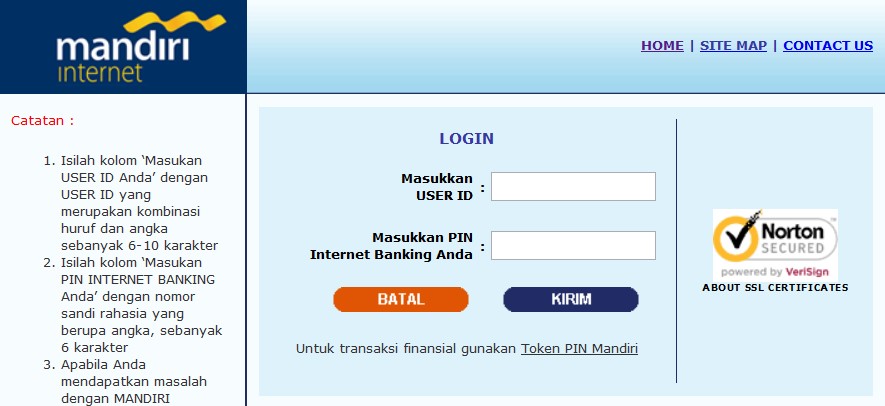 mandiri
internet
HOME | SITE MAP | CONTACT US
Catatan :
1. Isilah kolom ‘Masukan
USER ID Anda’ dengan
USER ID yang
merupakan kombinasi
huruf dan angka
sebanyak 6-10 karakter
2. Isilah kolom ‘Masukan
PIN INTERNET BANKING
Anda’ dengan nomor
sandi rahasia yang
berupa angka, sebanyak
6 karakter
3. Apabila Anda
mendapatkan masalah
dengan MANDIRI
LOGIN
Masukkan
USER ID :
Masukkan PIN
Internet Banking Anda :
BATAL
KIRIM
Untuk transaksi finansial gunakan Token PIN Mandiri
Norton
SECURED
powered by VeriSign
ABOUT SSL CERTIFICATES